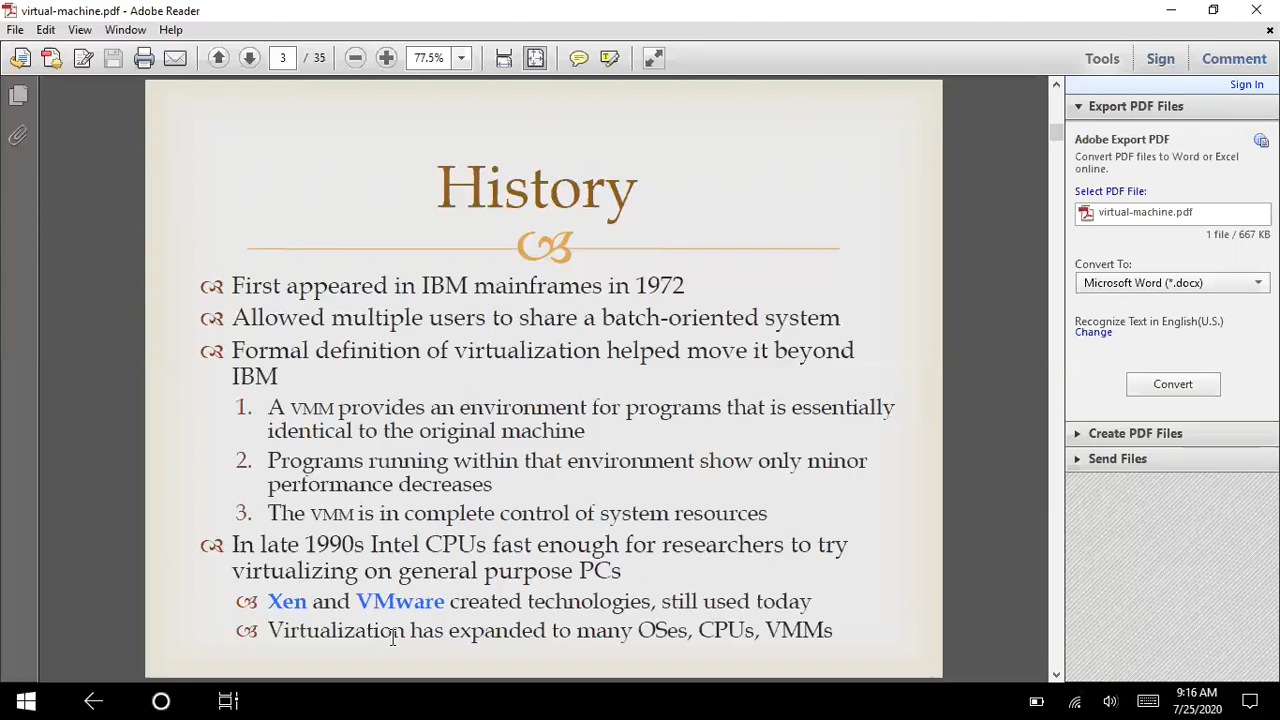 virtual-machine.pdf - Adobe Reader
File Edit View Window Help
3 / 35 77.5% Tools Sign Comment
Sign In
Export PDF Files
Adobe Export PDF
Convert PDF files to Word or Excel
online.
Select PDF File:
virtual-machine.pdf
1 file / 667 KB
Convert To:
Microsoft Word (*.docx)
Recognize Text in English(U.S.)
Change
Convert
Create PDF Files
Send Files
History
First appeared in IBM mainframes in 1972
Allowed multiple users to share a batch-oriented system
Formal definition of virtualization helped move it beyond
IBM
1. A VMM provides an environment for programs that is essentially
identical to the original machine
2. Programs running within that environment show only minor
performance decreases
3. The VMM is in complete control of system resources
In late 1990s Intel CPUs fast enough for researchers to try
virtualizing on general purpose PCs
Xen and VMware created technologies, still used today
Virtualization has expanded to many OSes, CPUs, VMMs
9:16 AM
7/25/2020